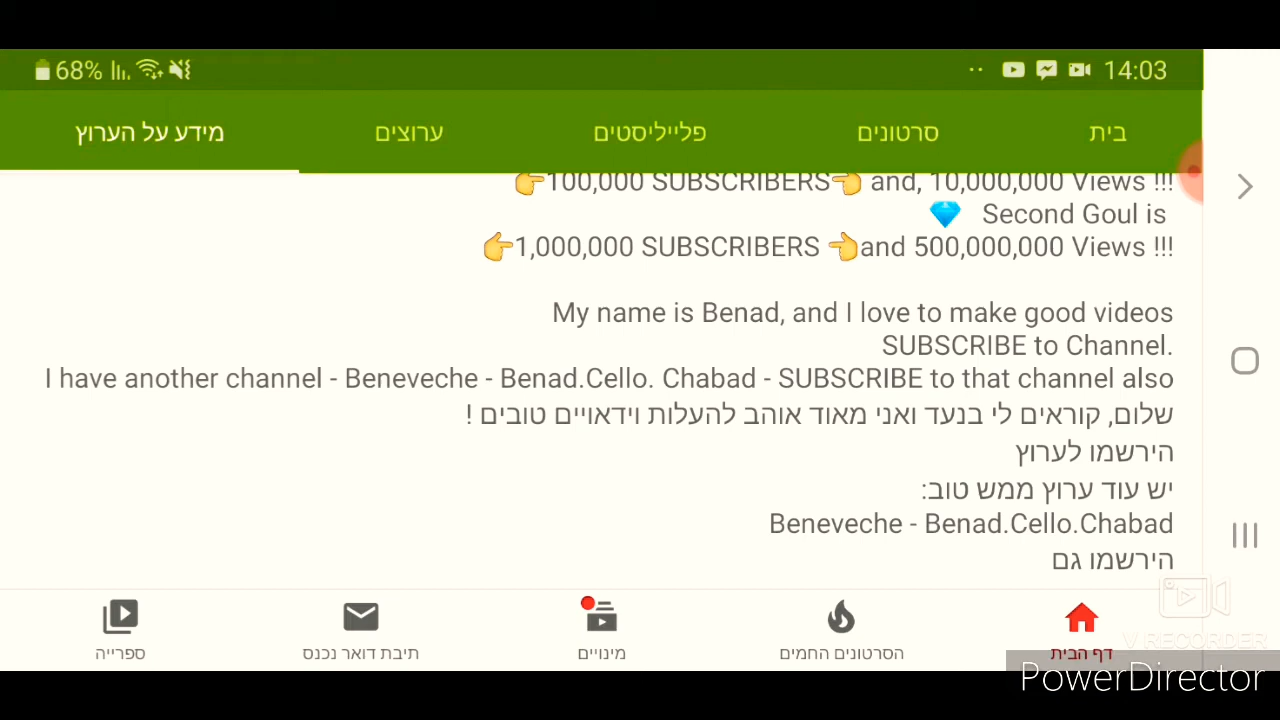 68% 14:03
בית סרטונים פלייליסטים ערוצים מידע על הערוץ
👉100,000 SUBSCRIBERS👈 and, 10,000,000 Views !!!
💎 Second Goul is
👉1,000,000 SUBSCRIBERS 👈and 500,000,000 Views !!!
My name is Benad, and I love to make good videos
SUBSCRIBE to Channel.
I have another channel - Beneveche - Benad.Cello. Chabad - SUBSCRIBE to that channel also
שלום, קוראים לי בנעד ואני מאוד אוהב להעלות וידאויים טובים !
הירשמו לערוץ
יש עוד ערוץ ממש טוב:
Beneveche - Benad.Cello.Chabad
הירשמו גם
דף הבית הסרטונים החמים מינויים תיבת דואר נכנס ספרייה
V RECORDER
PowerDirector